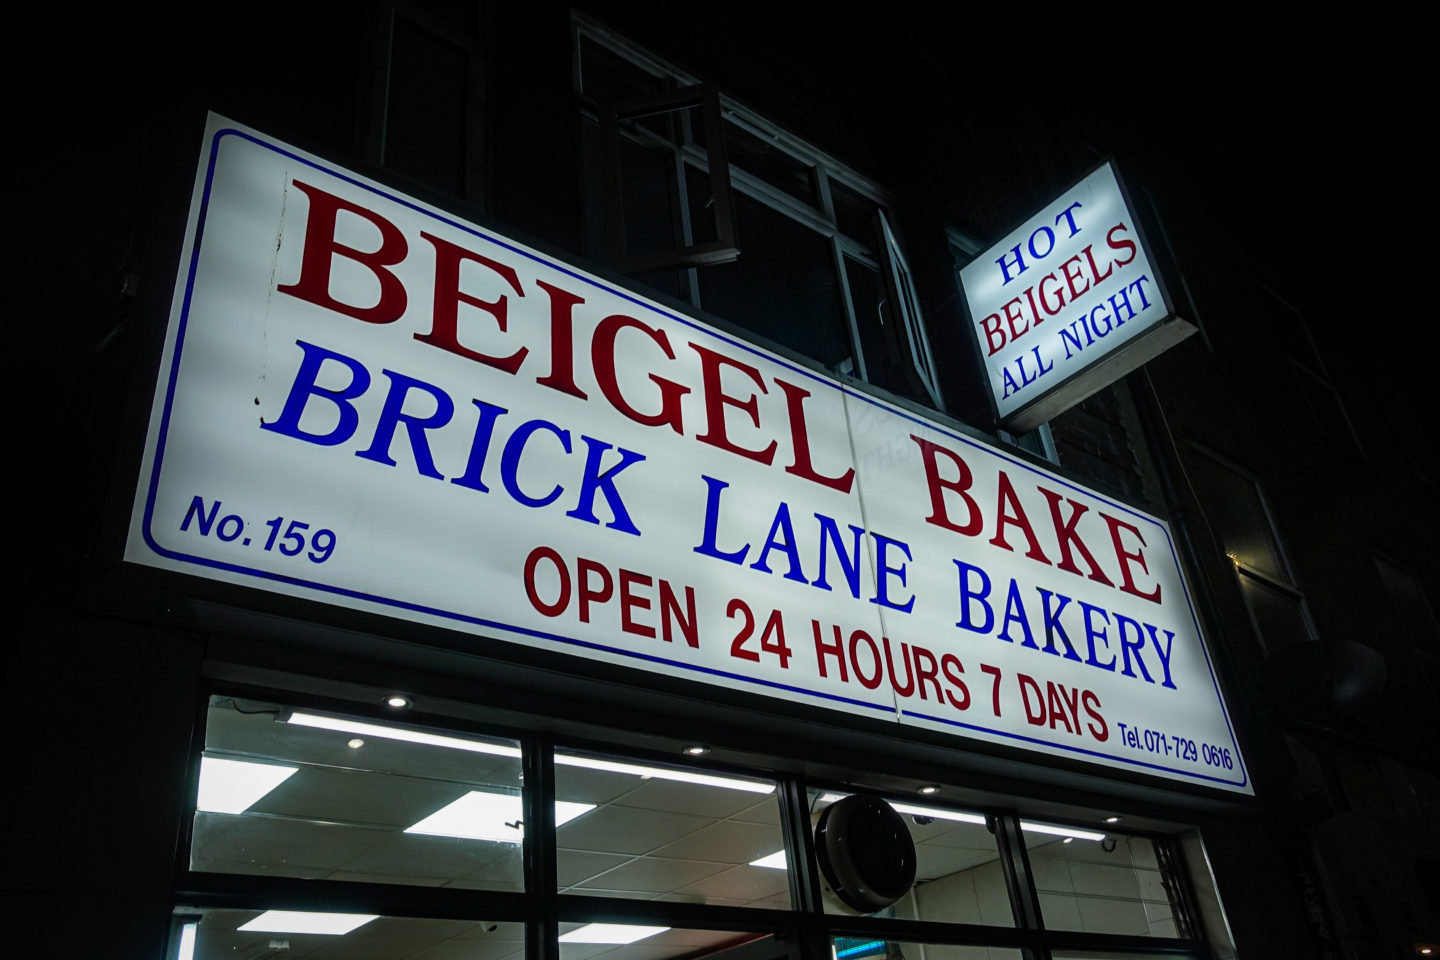 BEIGEL BAKE
BRICK LANE BAKERY
No. 159
OPEN 24 HOURS 7 DAYS
Tel. 071-729 0616
HOT
BEIGELS
ALL NIGHT